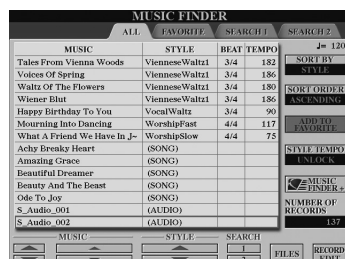 MUSIC FINDER
ALL FAVORITE SEARCH 1 SEARCH 2
MUSIC STYLE BEAT TEMPO
♩= 120
Tales From Vienna Woods VienneseWaltz1 3/4 182
Voices Of Spring VienneseWaltz1 3/4 186
Waltz Of The Flowers VienneseWaltz1 3/4 180
Wiener Blut VienneseWaltz1 3/4 186
Happy Birthday To You VocalWaltz 3/4 90
Mourning Into Dancing WorshipFast 4/4 117
What A Friend We Have In J~ WorshipSlow 4/4 75
Achy Breaky Heart (SONG)
Amazing Grace (SONG)
Beautiful Dreamer (SONG)
Beauty And The Beast (SONG)
Ode To Joy (SONG)
S_Audio_001 (AUDIO)
S_Audio_002 (AUDIO)
SORT BY
STYLE
SORT ORDER
ASCENDING
ADD TO
FAVORITE
STYLE TEMPO
UNLOCK
MUSIC
FINDER +
NUMBER OF
RECORDS
137
MUSIC STYLE SEARCH
1
2
FILES
RECORD
EDIT